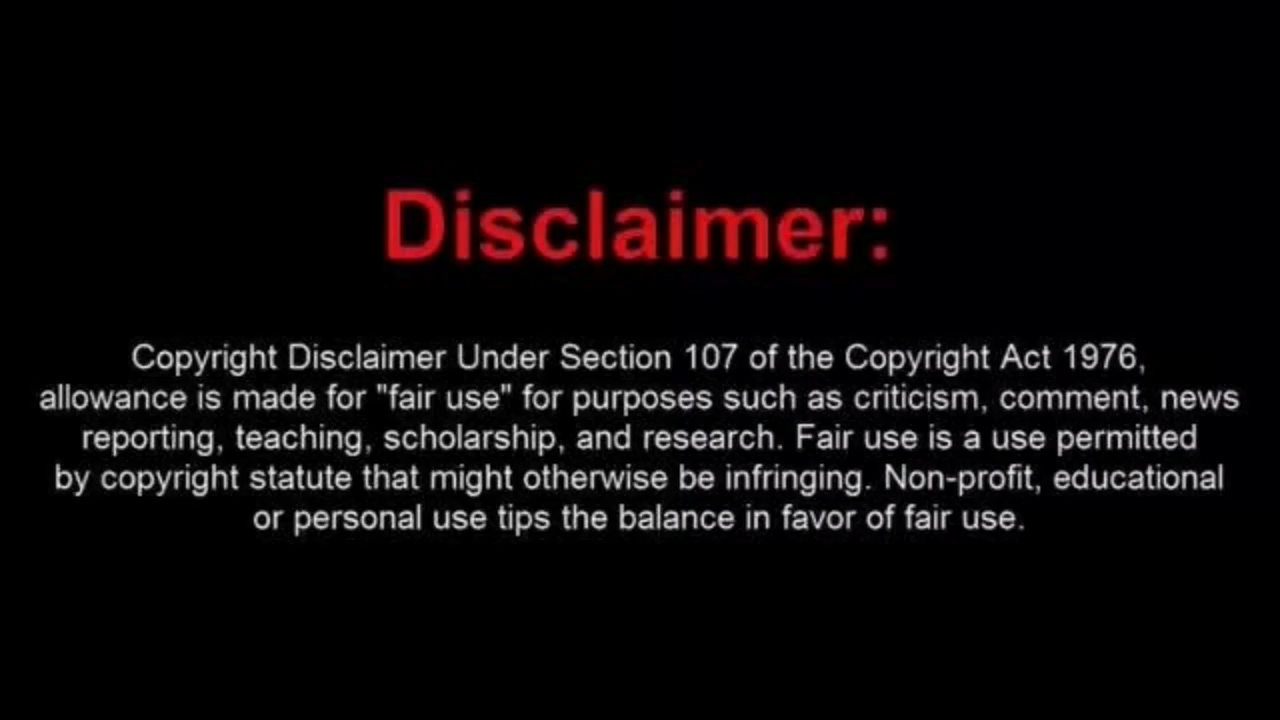 Disclaimer:
Copyright Disclaimer Under Section 107 of the Copyright Act 1976,
allowance is made for "fair use" for purposes such as criticism, comment, news
reporting, teaching, scholarship, and research. Fair use is a use permitted
by copyright statute that might otherwise be infringing. Non-profit, educational
or personal use tips the balance in favor of fair use.